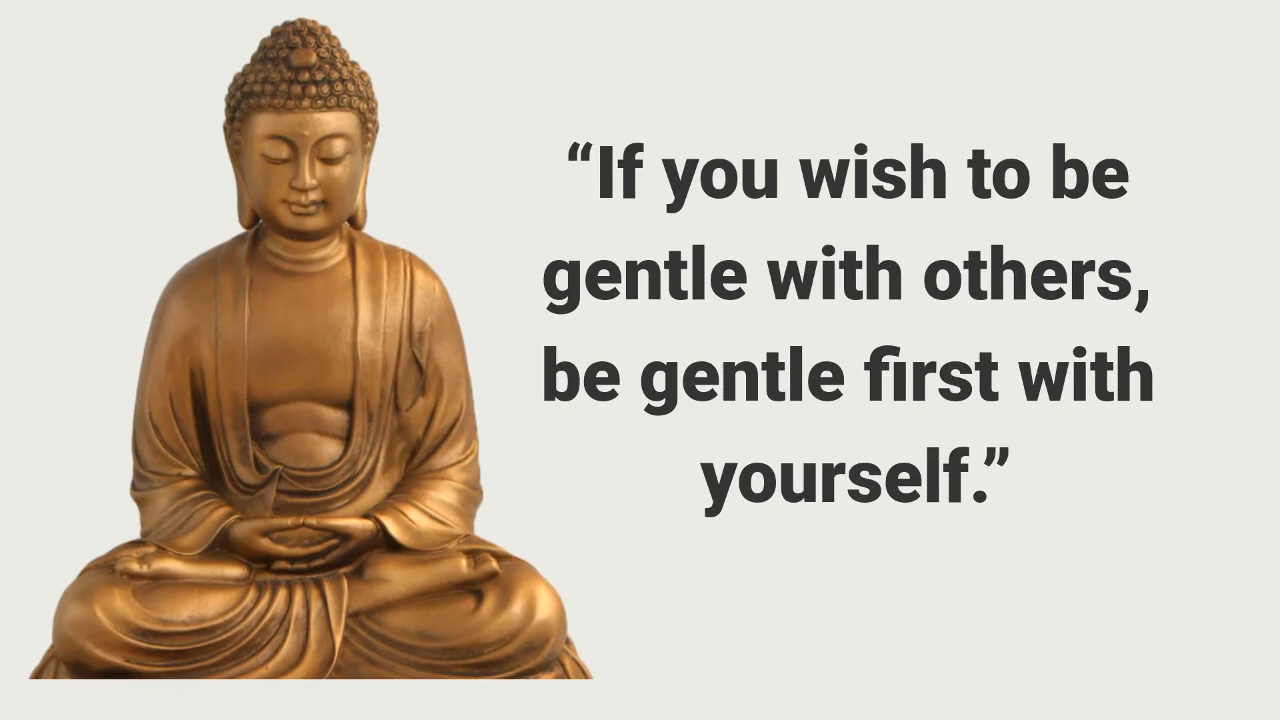 “If you wish to be
gentle with others,
be gentle first with
yourself.”